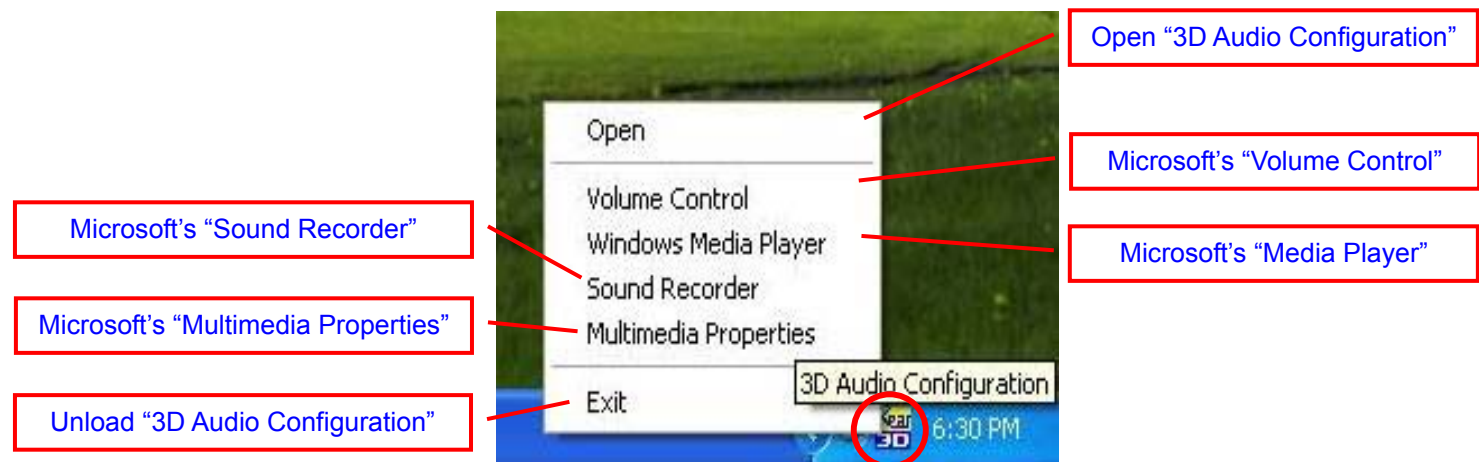 Open “3D Audio Configuration”
Open
Microsoft’s “Volume Control”
Volume Control
Microsoft’s “Sound Recorder”
Windows Media Player
Microsoft’s “Media Player”
Sound Recorder
Microsoft’s “Multimedia Properties”
Multimedia Properties
3D Audio Configuration
Unload “3D Audio Configuration”
Exit
Xear
3D
6:30 PM